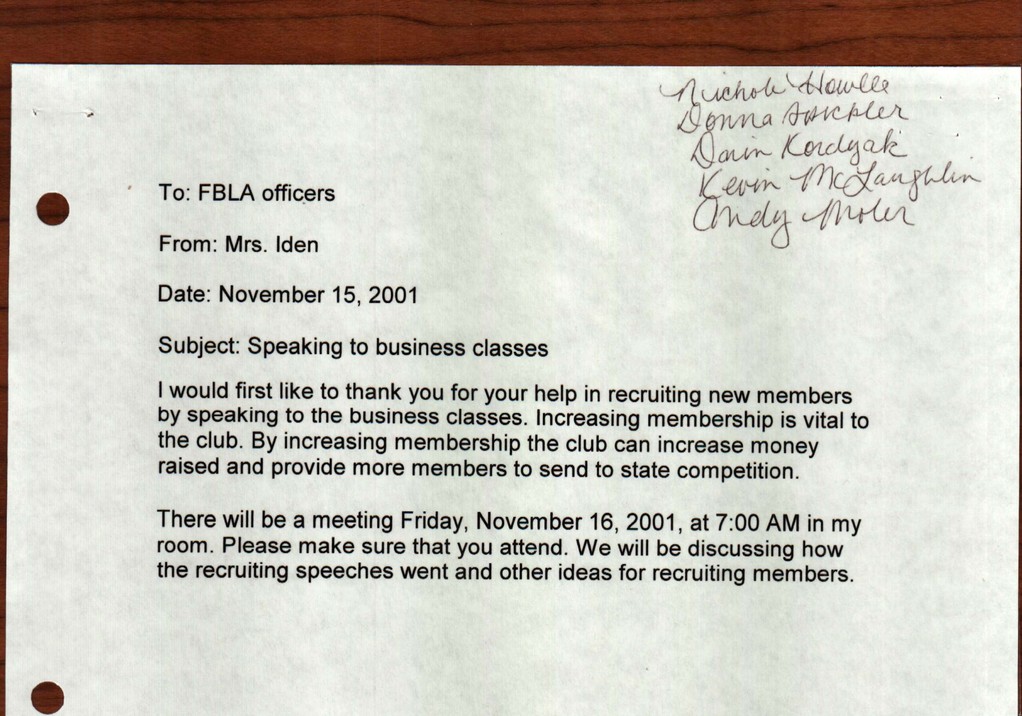 Nichole
Donna
Kordyak
Kevin McLaughlin
Andy Moler
To: FBLA officers
From: Mrs. Iden
Date: November 15, 2001
Subject: Speaking to business classes
I would first like to thank you for your help in recruiting new members
by speaking to the business classes. Increasing membership is vital to
the club. By increasing membership the club can increase money
raised and provide more members to send to state competition.
There will be a meeting Friday, November 16, 2001, at 7:00 AM in my
room. Please make sure that you attend. We will be discussing how
the recruiting speeches went and other ideas for recruiting members.